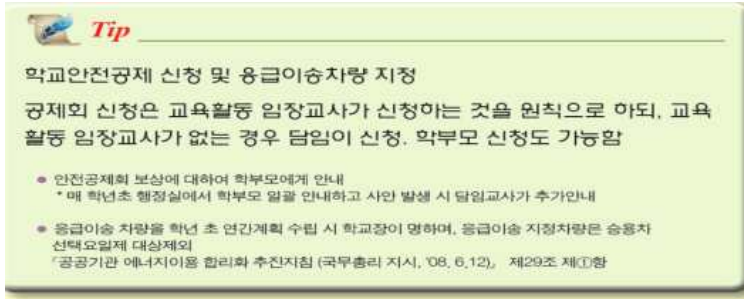 Tip
학교안전공제 신청 및 응급이송차량 지정
공제회 신청은 교육활동 임장교사가 신청하는 것을 원칙으로 하되, 교육
활동 임장교사가 없는 경우 담임이 신청. 학부모 신청도 가능함
● 안전공제회 보상에 대하여 학부모에게 안내
* 매 학년초 행정실에서 학부모 일괄 안내하고 사안 발생 시 담임교사가 추가안내
● 응급이송 차량을 학년 초 연간계획 수립 시 학교장이 명하며, 응급이송 지정차량은 승용차
선택요일제 대상제외
「공공기관 에너지이용 합리화 추진지침 (국무총리 지시, '08, 6,12)」 제29조 제①항